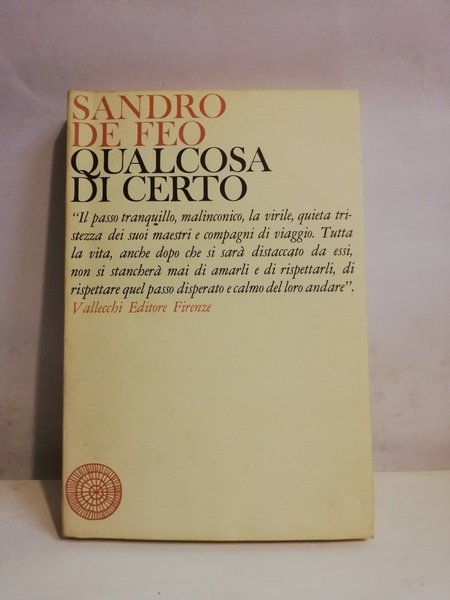 SANDRO
DE FEO
QUALCOSA
DI CERTO
“Il passo tranquillo, malinconico, la virile, quieta tri-
stezza dei suoi maestri e compagni di viaggio. Tutta
la vita, anche dopo che si sarà distaccato da essi,
non si stancherà mai di amarli e di rispettarli, di
rispettare quel passo disperato e calmo del loro andare”.
Vallecchi Editore Firenze